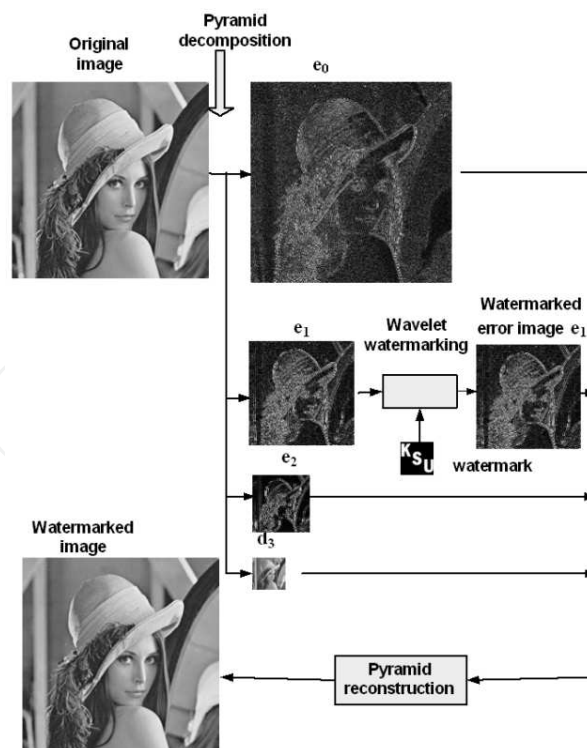 Pyramid
decomposition
Original
image
e₀
e₁
Wavelet
watermarking
Watermarked
error image e₁
KSU
watermark
e₂
d₃
Watermarked
image
Pyramid
reconstruction